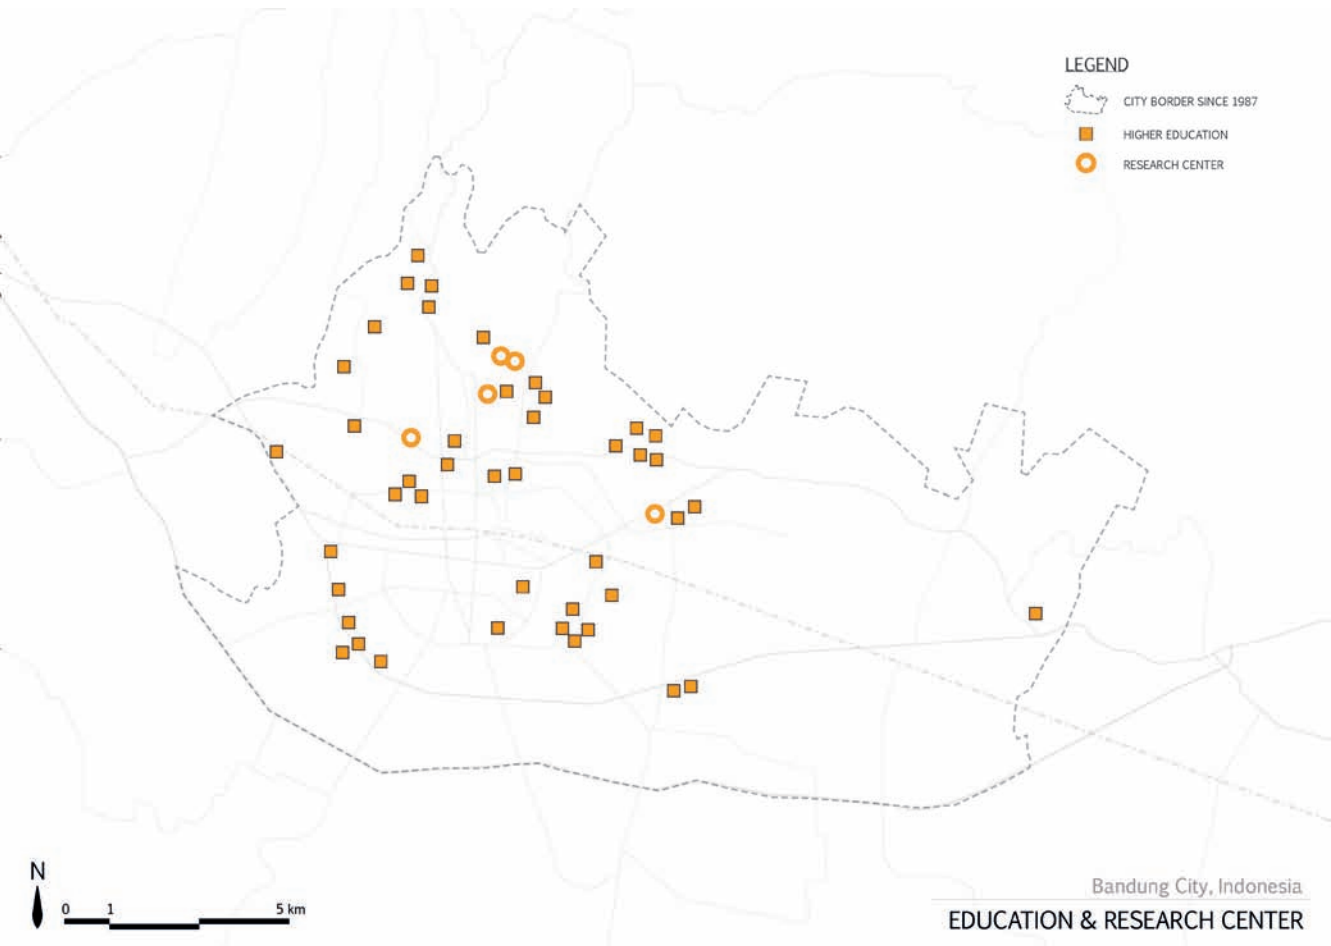 LEGEND
CITY BORDER SINCE 1987
HIGHER EDUCATION
RESEARCH CENTER
N
0 1 5 km
Bandung City, Indonesia
EDUCATION & RESEARCH CENTER